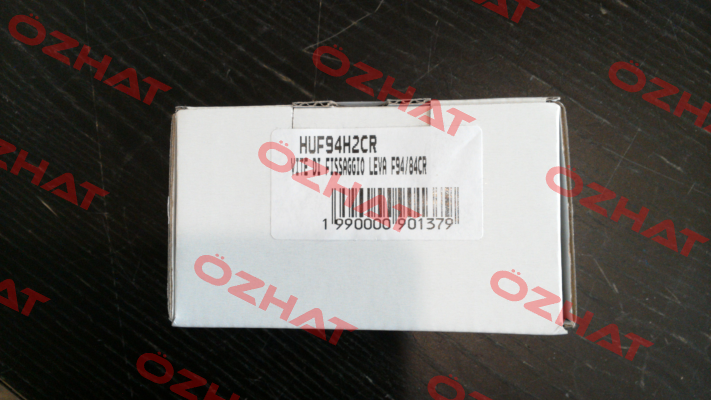 HUF94H2CR
VITE DI FISSAGGIO LEVA F94/84CR
1 990000 901379
ÖZHAT
ÖZHAT
ÖZHAT
ÖZHAT
ÖZHAT
ÖZHAT
ÖZHAT
ÖZHAT